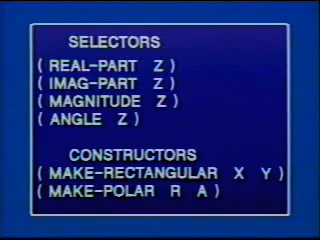 SELECTORS
( REAL-PART Z )
( IMAG-PART Z )
( MAGNITUDE Z )
( ANGLE Z )
CONSTRUCTORS
( MAKE-RECTANGULAR X Y )
( MAKE-POLAR R A )